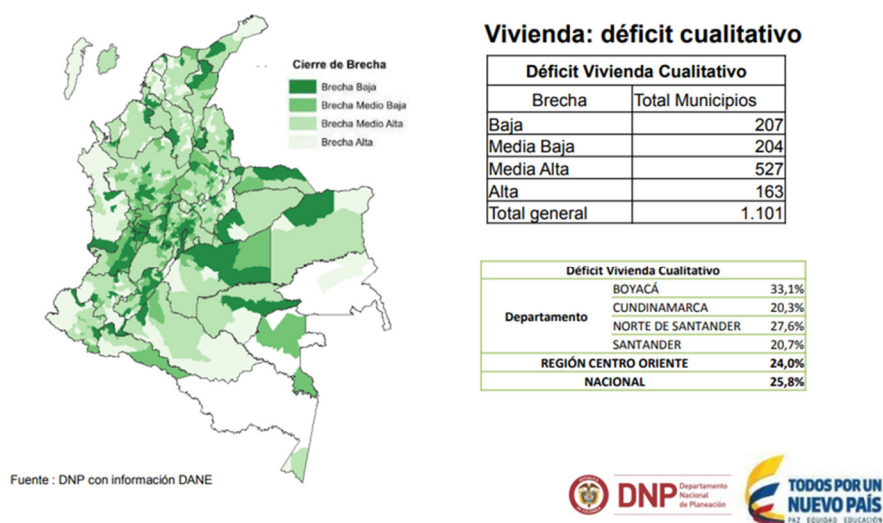 Vivienda: déficit cualitativo
Cierre de Brecha
Brecha Baja
Brecha Medio Baja
Brecha Medio Alta
Brecha Alta
Déficit Vivienda Cualitativo
Brecha Total Municipios
Baja 207
Media Baja 204
Media Alta 527
Alta 163
Total general 1.101
Déficit Vivienda Cualitativo
Departamento
BOYACÁ 33,1%
CUNDINAMARCA 20,3%
NORTE DE SANTANDER 27,6%
SANTANDER 20,7%
REGIÓN CENTRO ORIENTE 24,0%
NACIONAL 25,8%
Fuente : DNP con información DANE
DNP Departamento
Nacional
de Planeación
TODOS POR UN
NUEVO PAÍS
PAZ EQUIDAD EDUCACIÓN